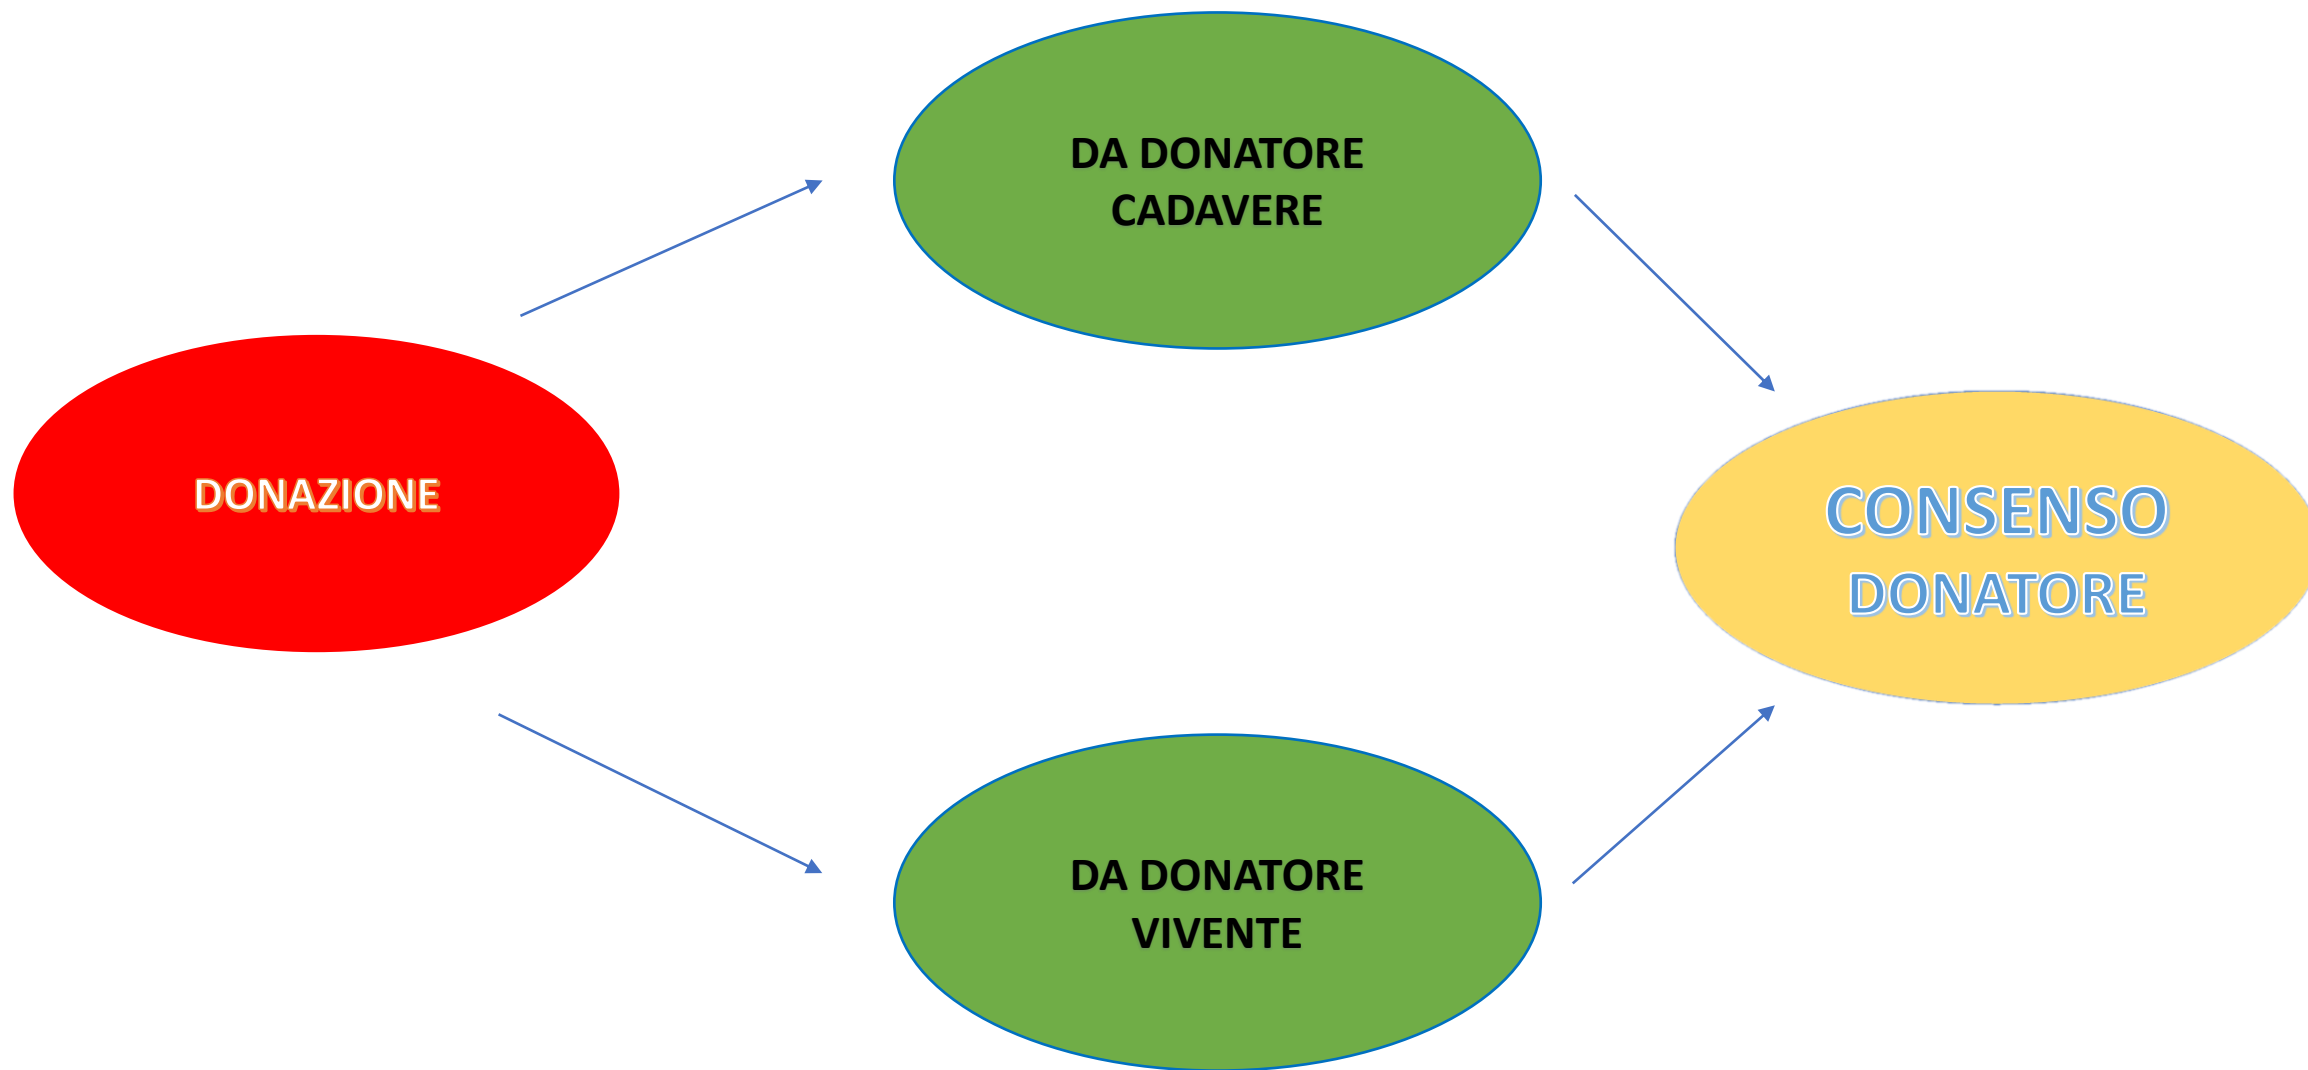 DONAZIONE
DA DONATORE
CADAVERE
DA DONATORE
VIVENTE
CONSENSO
DONATORE